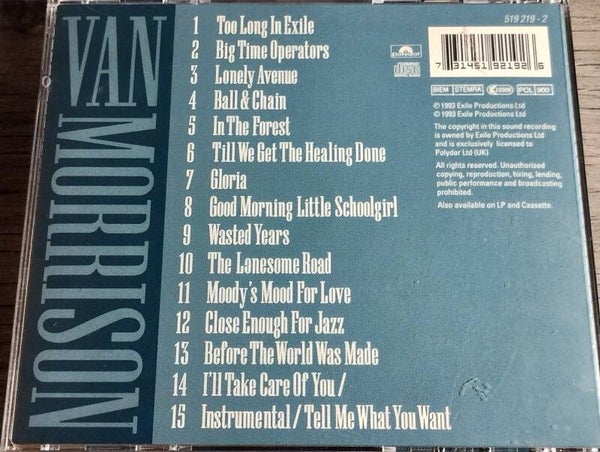 VAN MORRISON
1 Too Long In Exile
2 Big Time Operators
3 Lonely Avenue
4 Ball & Chain
5 In The Forest
6 Till We Get The Healing Done
7 Gloria
8 Good Morning Little Schoolgirl
9 Wasted Years
10 The Lonesome Road
11 Moody's Mood For Love
12 Close Enough For Jazz
13 Before The World Was Made
14 I'll Take Care Of You /
15 Instrumental / Tell Me What You Want
polydor
COMPACT
disc
DIGITAL AUDIO
519 219 - 2
7 31451 92192 6
BIEM STEMRA
POL 900
℗ 1993 Exile Productions Ltd
© 1993 Exile Productions Ltd
The copyright in this sound recording
is owned by Exile Productions Ltd
and is exclusively licensed to
Polydor Ltd (UK)
All rights reserved. Unauthorised
copying, reproduction, hiring, lending,
public performance and broadcasting
prohibited.
Also available on LP and Cassette.